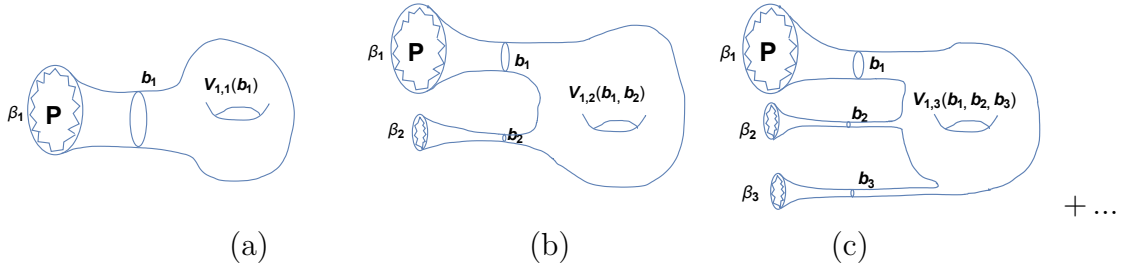 β₁ P b₁ V₁,₁(b₁)
(a)
β₁ P b₁ V₁,₂(b₁, b₂)
β₂ b₂
(b)
β₁ P b₁ V₁,₃(b₁, b₂, b₃)
β₂ b₂
β₃ b₃
(c)
+ ...